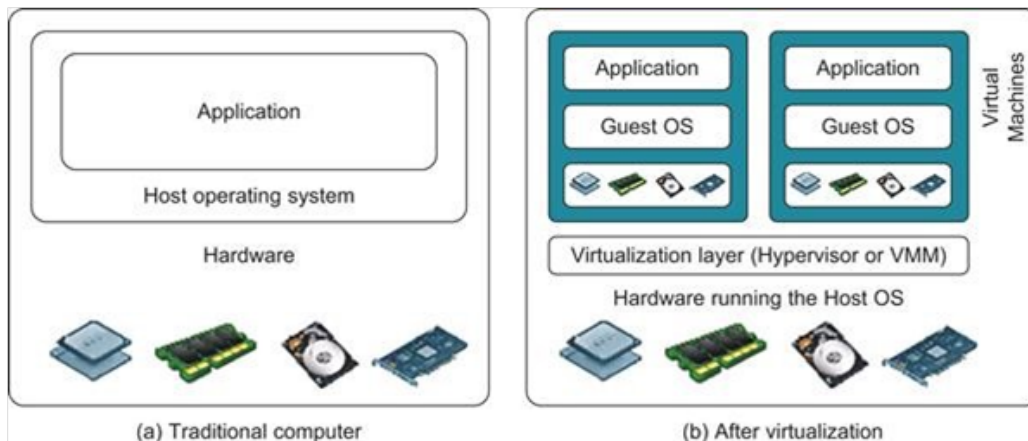 Application
Host operating system
Hardware
(a) Traditional computer
Application
Guest OS
Application
Guest OS
Virtual
Machines
Virtualization layer (Hypervisor or VMM)
Hardware running the Host OS
(b) After virtualization